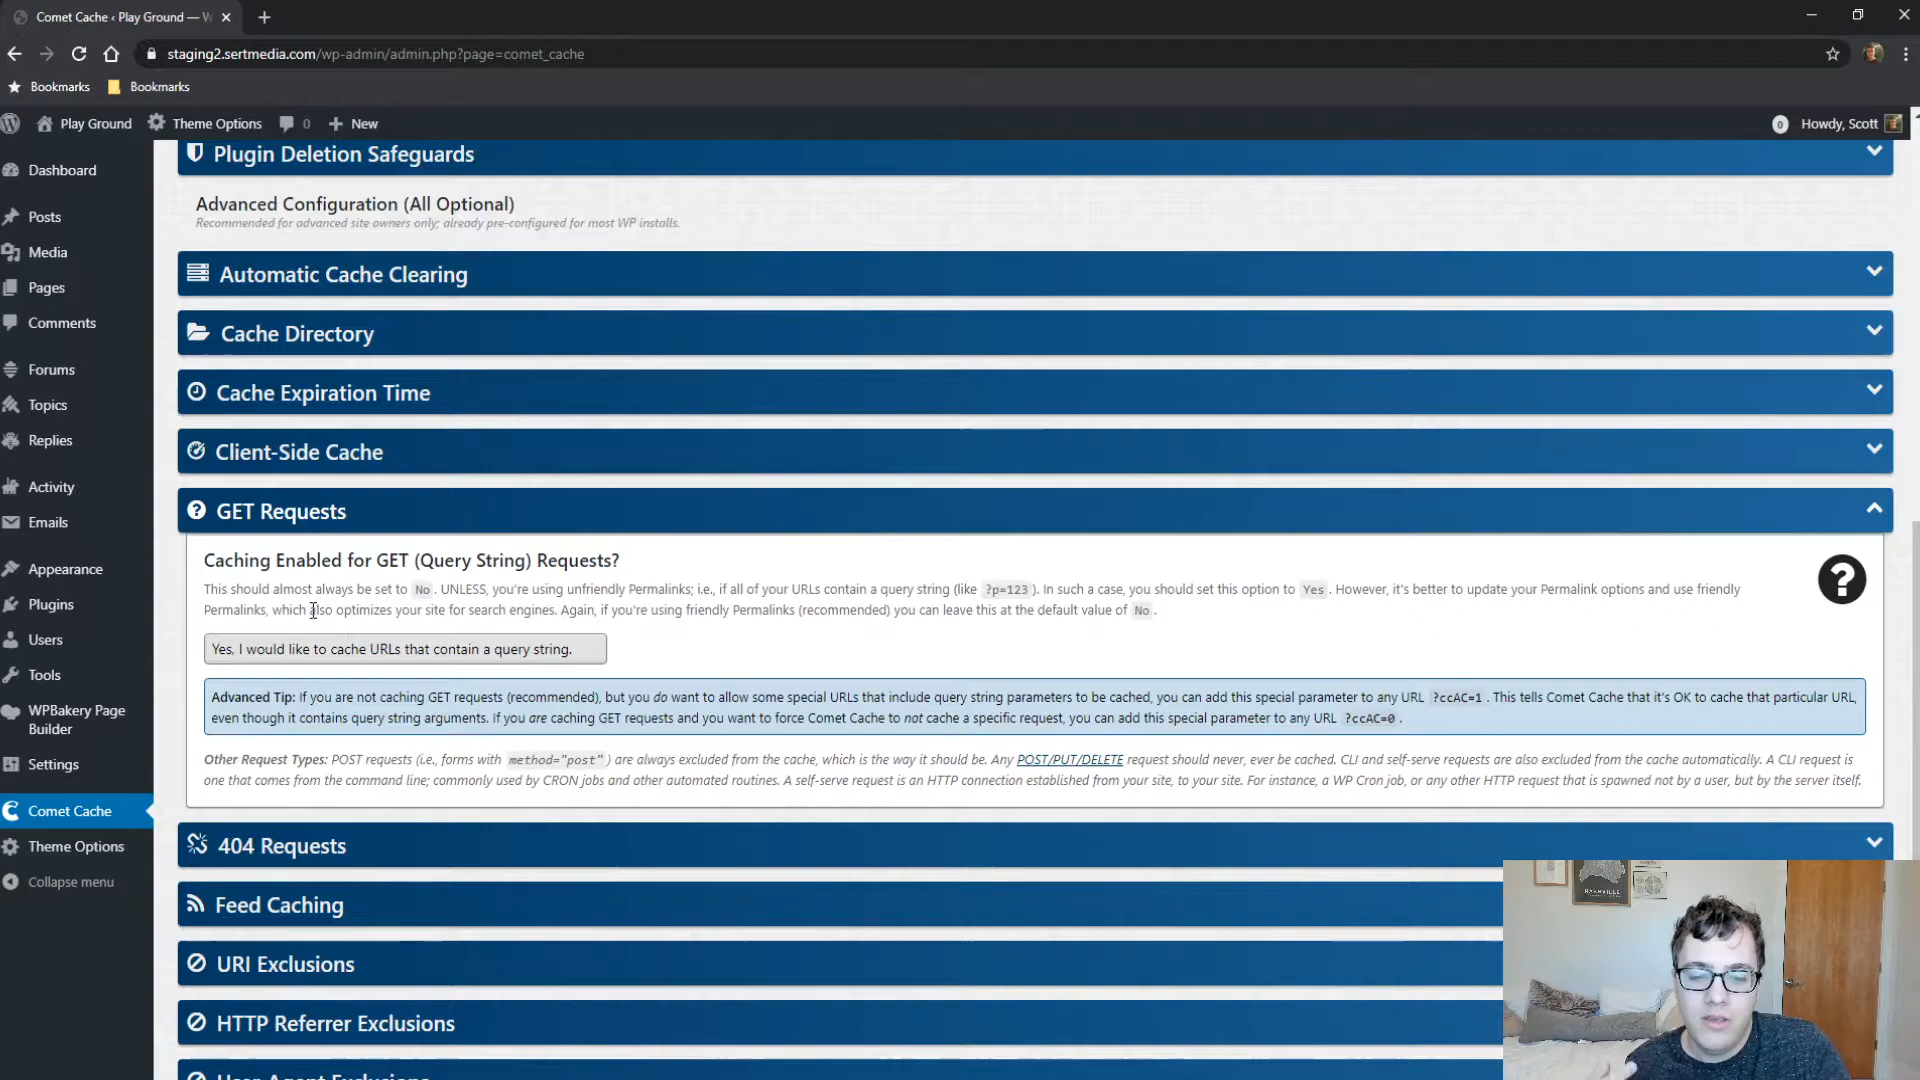 Comet Cache ‹ Play Ground — W
staging2.sertmedia.com/wp-admin/admin.php?page=comet_cache
Bookmarks
Bookmarks
Play Ground
Theme Options
0
New
0
Howdy, Scott
Dashboard
Posts
Media
Pages
Comments
Forums
Topics
Replies
Activity
Emails
Appearance
Plugins
Users
Tools
WPBakery Page
Builder
Settings
Comet Cache
Theme Options
Collapse menu
Plugin Deletion Safeguards
Advanced Configuration (All Optional)
Recommended for advanced site owners only; already pre-configured for most WP installs.
Automatic Cache Clearing
Cache Directory
Cache Expiration Time
Client-Side Cache
GET Requests
Caching Enabled for GET (Query String) Requests?
This should almost always be set to No . UNLESS, you're using unfriendly Permalinks; i.e., if all of your URLs contain a query string (like ?p=123 ). In such a case, you should set this option to Yes . However, it's better to update your Permalink options and use friendly
Permalinks, which also optimizes your site for search engines. Again, if you're using friendly Permalinks (recommended) you can leave this at the default value of No .
Yes, I would like to cache URLs that contain a query string.
Advanced Tip: If you are not caching GET requests (recommended), but you do want to allow some special URLs that include query string parameters to be cached, you can add this special parameter to any URL ?ccAC=1 . This tells Comet Cache that it's OK to cache that particular URL,
even though it contains query string arguments. If you are caching GET requests and you want to force Comet Cache to not cache a specific request, you can add this special parameter to any URL ?ccAC=0 .
Other Request Types: POST requests (i.e., forms with method="post" ) are always excluded from the cache, which is the way it should be. Any POST/PUT/DELETE request should never, ever be cached. CLI and self-serve requests are also excluded from the cache automatically. A CLI request is
one that comes from the command line; commonly used by CRON jobs and other automated routines. A self-serve request is an HTTP connection established from your site, to your site. For instance, a WP Cron job, or any other HTTP request that is spawned not by a user, but by the server itself.
404 Requests
Feed Caching
URI Exclusions
HTTP Referrer Exclusions
User-Agent Exclusions
NASHVILLE